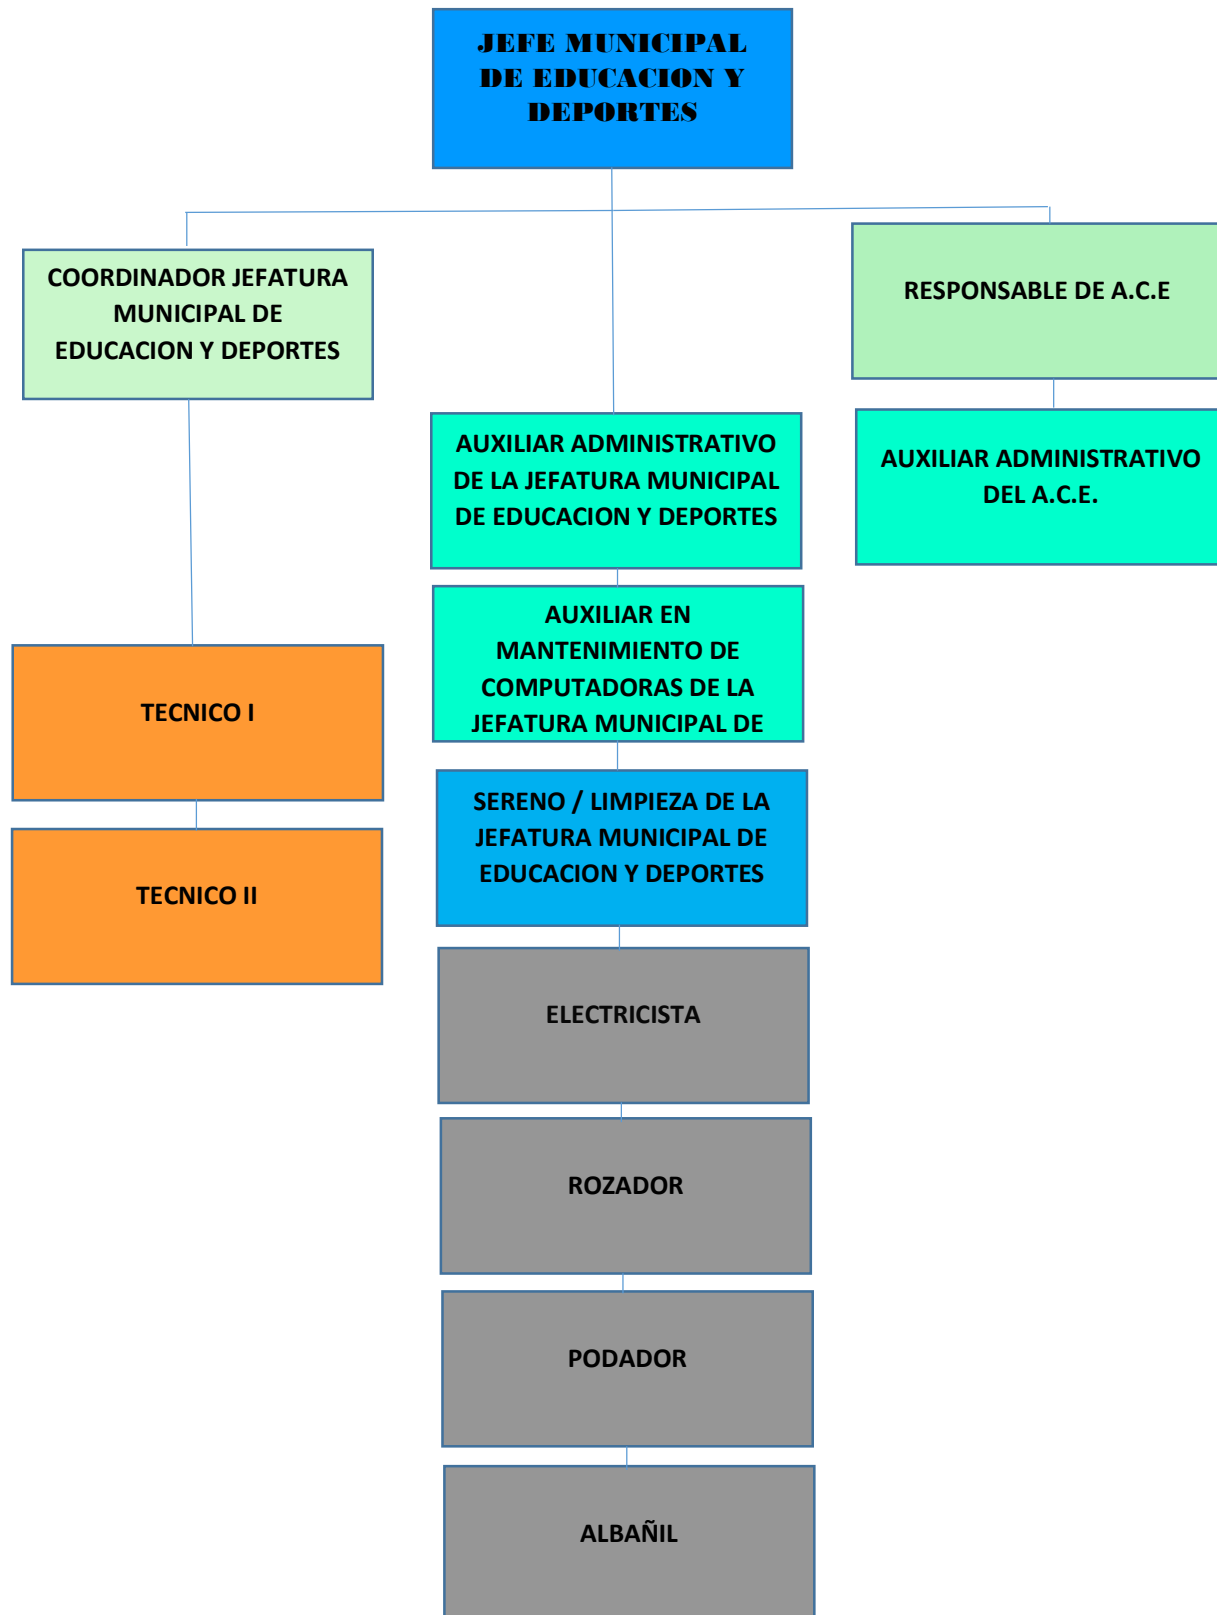 JEFE MUNICIPAL
DE EDUCACION Y
DEPORTES
COORDINADOR JEFATURA
MUNICIPAL DE
EDUCACION Y DEPORTES
RESPONSABLE DE A.C.E
AUXILIAR ADMINISTRATIVO
DE LA JEFATURA MUNICIPAL
DE EDUCACION Y DEPORTES
AUXILIAR ADMINISTRATIVO
DEL A.C.E.
AUXILIAR EN
MANTENIMIENTO DE
COMPUTADORAS DE LA
JEFATURA MUNICIPAL DE
TECNICO I
SERENO / LIMPIEZA DE LA
JEFATURA MUNICIPAL DE
EDUCACION Y DEPORTES
TECNICO II
ELECTRICISTA
ROZADOR
PODADOR
ALBAÑIL